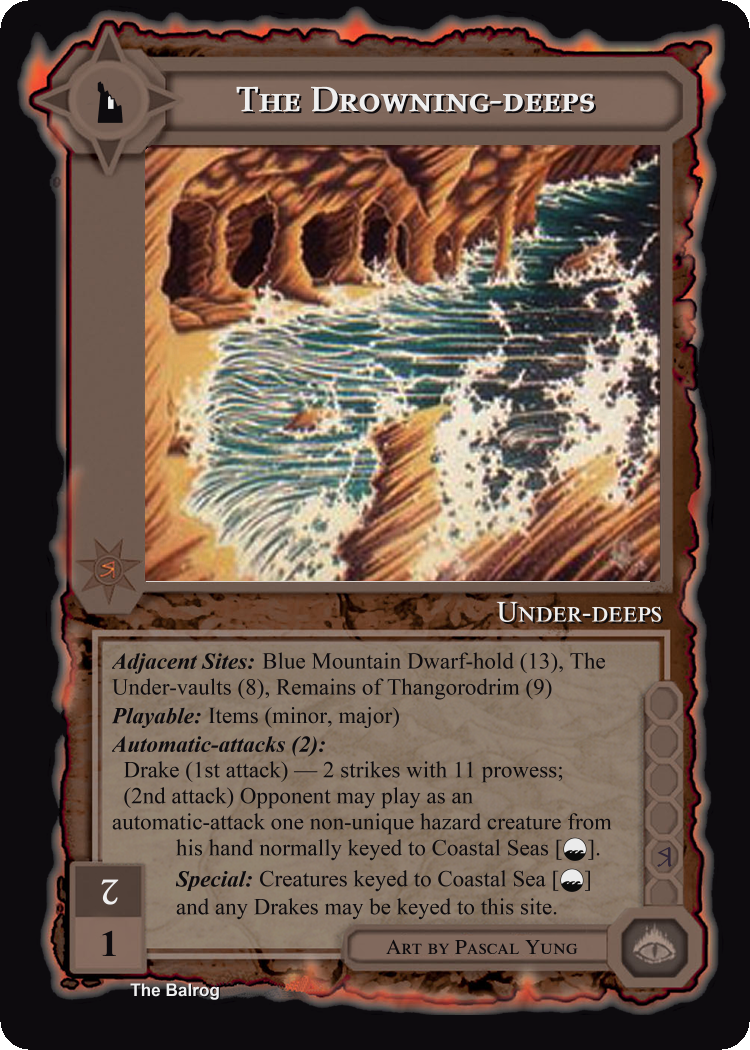 The Drowning-deeps
Under-deeps
Adjacent Sites: Blue Mountain Dwarf-hold (13), The
Under-vaults (8), Remains of Thangorodrim (9)
Playable: Items (minor, major)
Automatic-attacks (2):
Drake (1st attack) — 2 strikes with 11 prowess;
(2nd attack) Opponent may play as an
automatic-attack one non-unique hazard creature from
his hand normally keyed to Coastal Seas [].
Special: Creatures keyed to Coastal Sea []
and any Drakes may be keyed to this site.
2
1
Art by Pascal Yung
The Balrog